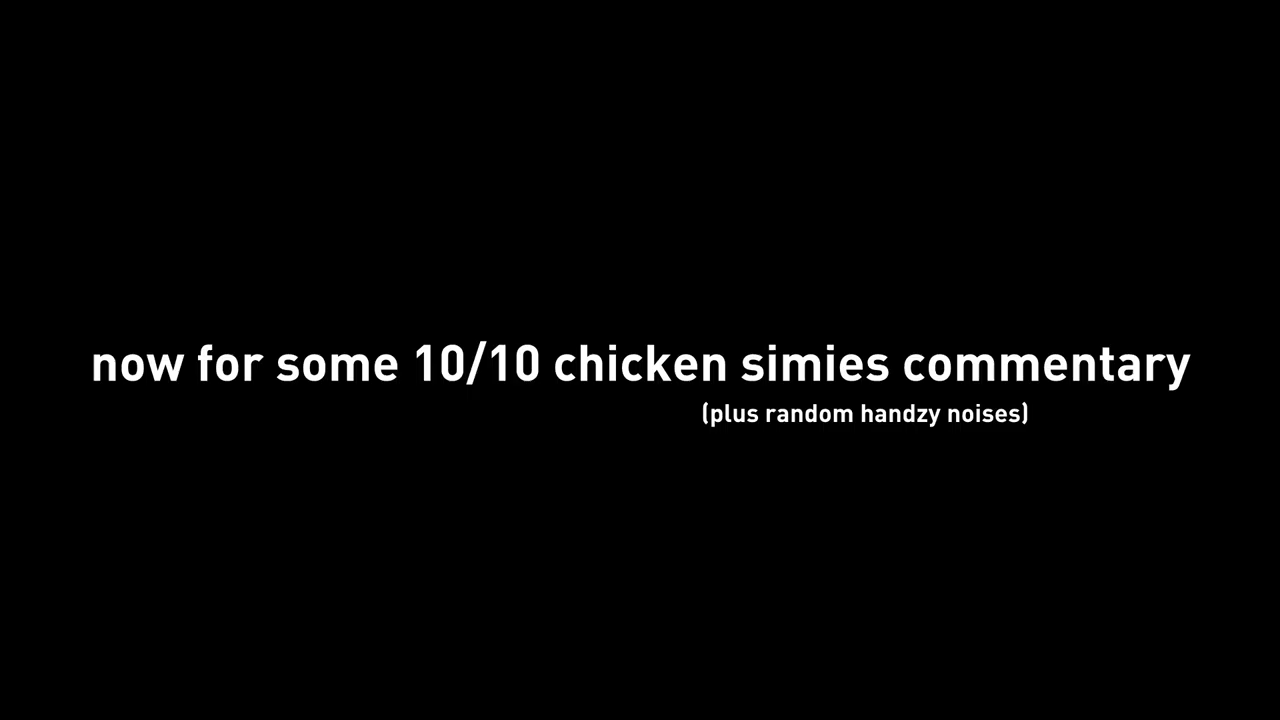 now for some 10/10 chicken simies commentary
(plus random handzy noises)